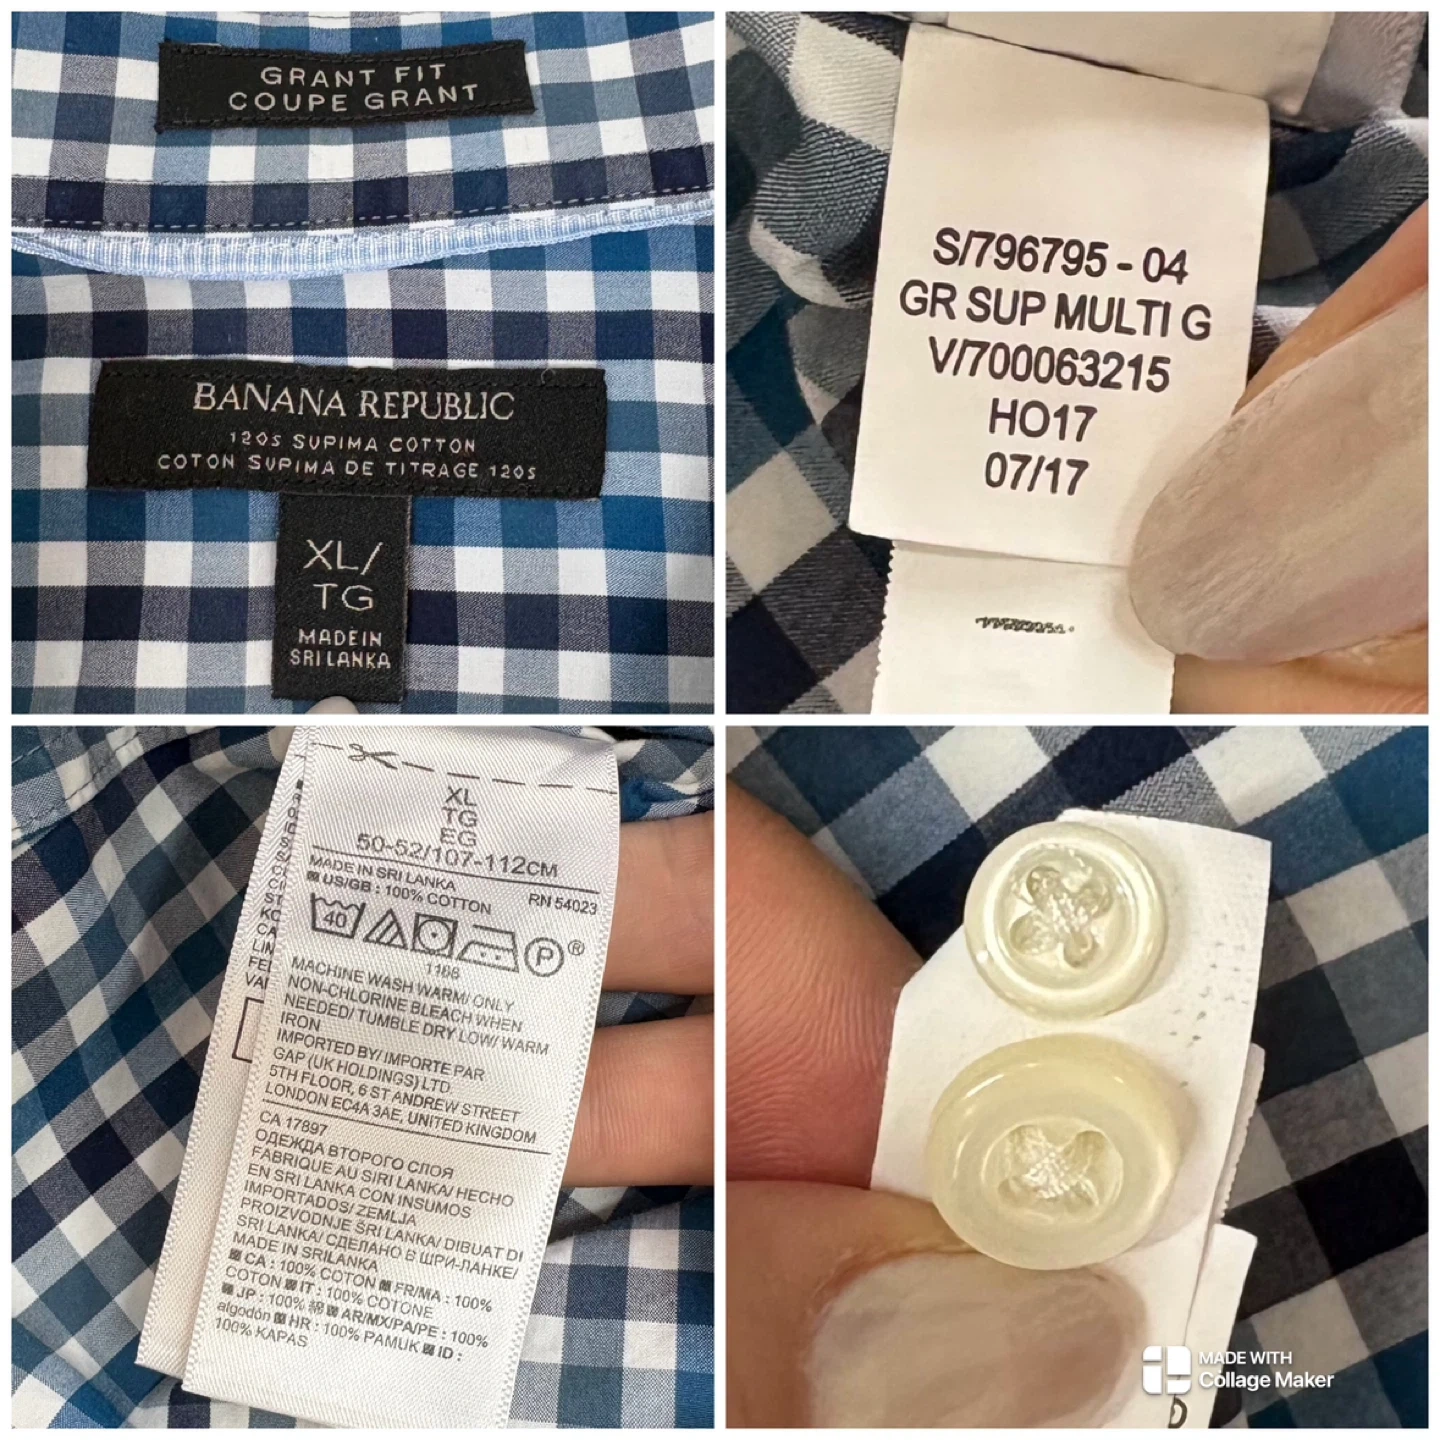 GRANT FIT
COUPE GRANT
BANANA REPUBLIC
120s SUPIMA COTTON
COTON SUPIMA DE TITRAGE 120s
XL/
TG
MADE IN
SRI LANKA
S/796795 - 04
GR SUP MULTI G
V/700063215
HO17
07/17
XL
TG
EG
50-52/107-112CM
MADE IN SRI LANKA
US/GB : 100% COTTON
RN 54023
40
P®
1168
MACHINE WASH WARM/ ONLY
NON-CHLORINE BLEACH WHEN
NEEDED/ TUMBLE DRY LOW/ WARM
IRON
IMPORTED BY/ IMPORTE PAR
GAP (UK HOLDINGS) LTD.
5TH FLOOR, 6 ST ANDREW STREET
LONDON EC4A 3AE, UNITED KINGDOM
CA 17897
ОДЕЖДА ВТОРОГО СЛОЯ
FABRIQUE AU SRI LANKA/ HECHO
EN SRI LANKA CON INSUMOS
IMPORTADOS/ ZEMLJA
PROIZVODNJE ŠRI LANKA/ DIBUAT DI
SRI LANKA/ СДЕЛАНО В ШРИ-ЛАНКЕ/
MADE IN SRILANKA
CA : 100% COTON FR/MA : 100%
COTON IT : 100% COTONE
JP : 100% 綿 AR/MX/PA/PE : 100%
algodón HR : 100% PAMUK ID :
100% KAPAS
MADE WITH
Collage Maker